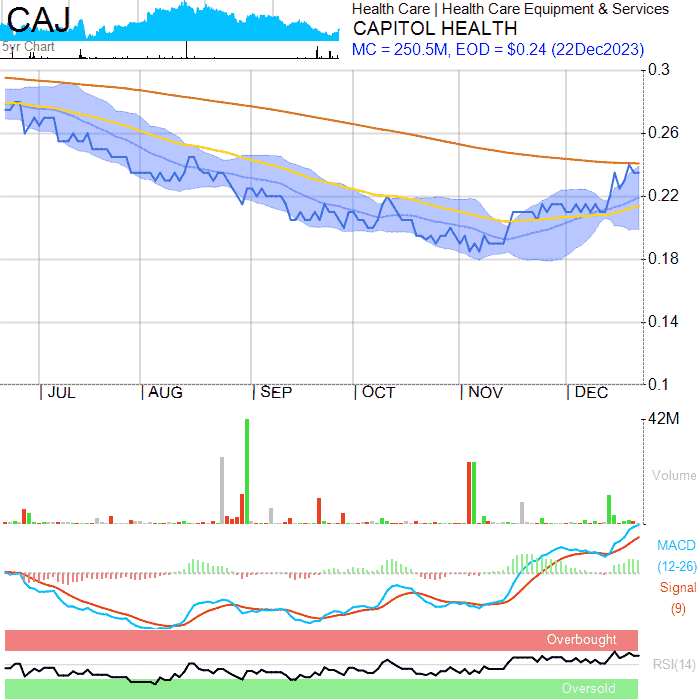 CAJ
Health Care | Health Care Equipment & Services
CAPITOL HEALTH
5yr Chart
MC = 250.5M, EOD = $0.24 (22Dec2023)
0.3
0.26
0.22
0.18
0.14
0.1
| JUL | AUG | SEP | OCT | NOV | DEC
42M
Volume
MACD
(12-26)
Signal
(9)
Overbought
RSI(14)
Oversold